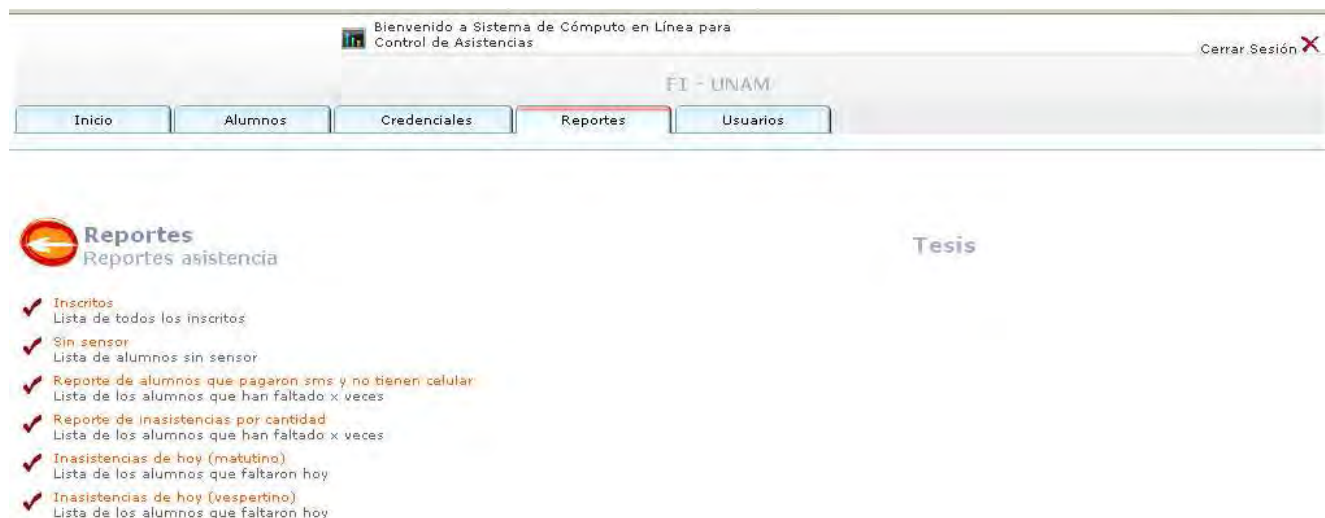 Bienvenido a Sistema de Cómputo en Línea para
Control de Asistencias
Cerrar Sesión
FI - UNAM
Inicio Alumnos Credenciales Reportes Usuarios
Reportes
Reportes asistencia
Tesis
Inscritos
Lista de todos los inscritos
Sin sensor
Lista de alumnos sin sensor
Reporte de alumnos que pagaron sms y no tienen celular
Lista de los alumnos que han faltado x veces
Reporte de inasistencias por cantidad
Lista de los alumnos que han faltado x veces
Inasistencias de hoy (matutino)
Lista de los alumnos que faltaron hoy
Inasistencias de hoy (vespertino)
Lista de los alumnos que faltaron hoy